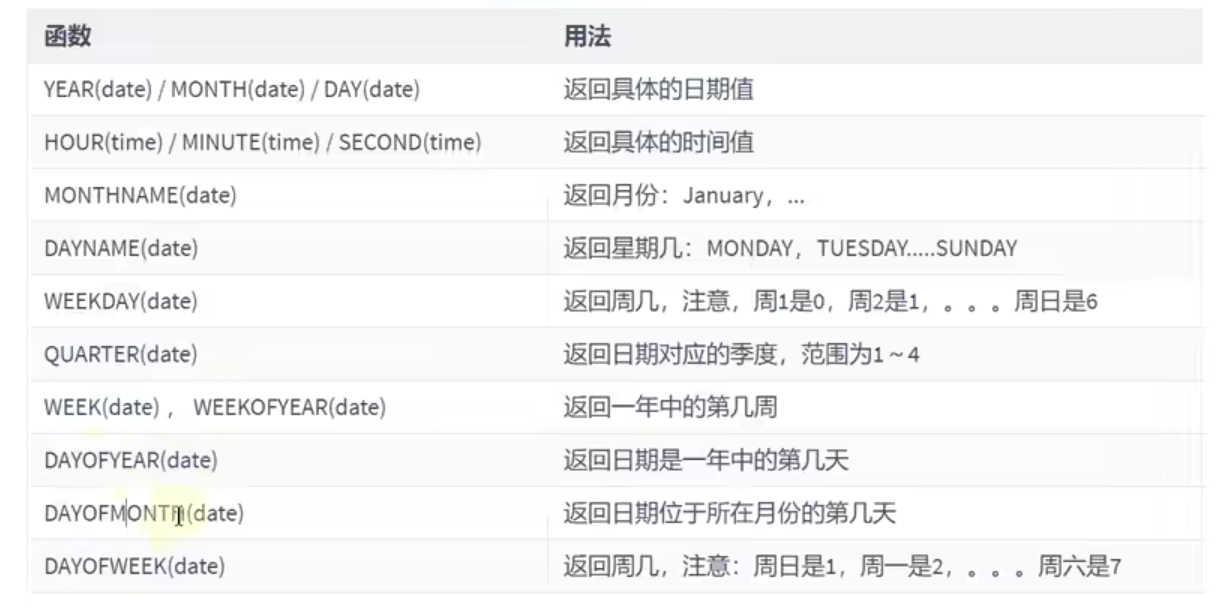 函数 用法
YEAR(date) / MONTH(date) / DAY(date) 返回具体的日期值
HOUR(time) / MINUTE(time) / SECOND(time) 返回具体的时间值
MONTHNAME(date) 返回月份：January，...
DAYNAME(date) 返回星期几：MONDAY，TUESDAY.....SUNDAY
WEEKDAY(date) 返回周几，注意，周1是0，周2是1，。。。周日是6
QUARTER(date) 返回日期对应的季度，范围为1～4
WEEK(date) ， WEEKOFYEAR(date) 返回一年中的第几周
DAYOFYEAR(date) 返回日期是一年中的第几天
DAYOFMONTH(date) 返回日期位于所在月份的第几天
DAYOFWEEK(date) 返回周几，注意：周日是1，周一是2，。。。周六是7